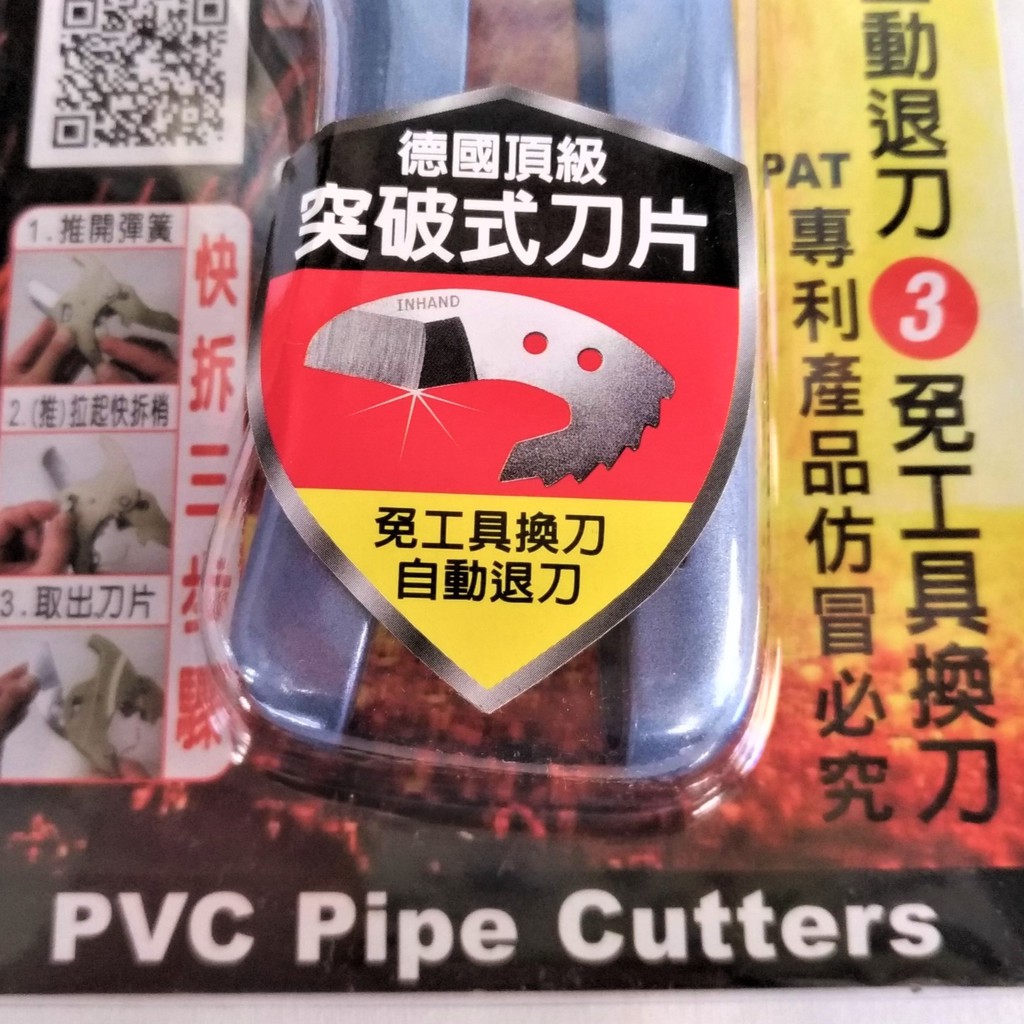 德國頂級
突破式刀片
INHAND
免工具換刀
自動退刀
快拆三步驟
1.推開彈簧
2.(推)拉起快拆梢
3.取出刀片
動退刀
3 免工具換刀
PAT
專利產品仿冒必究
PVC Pipe Cutters